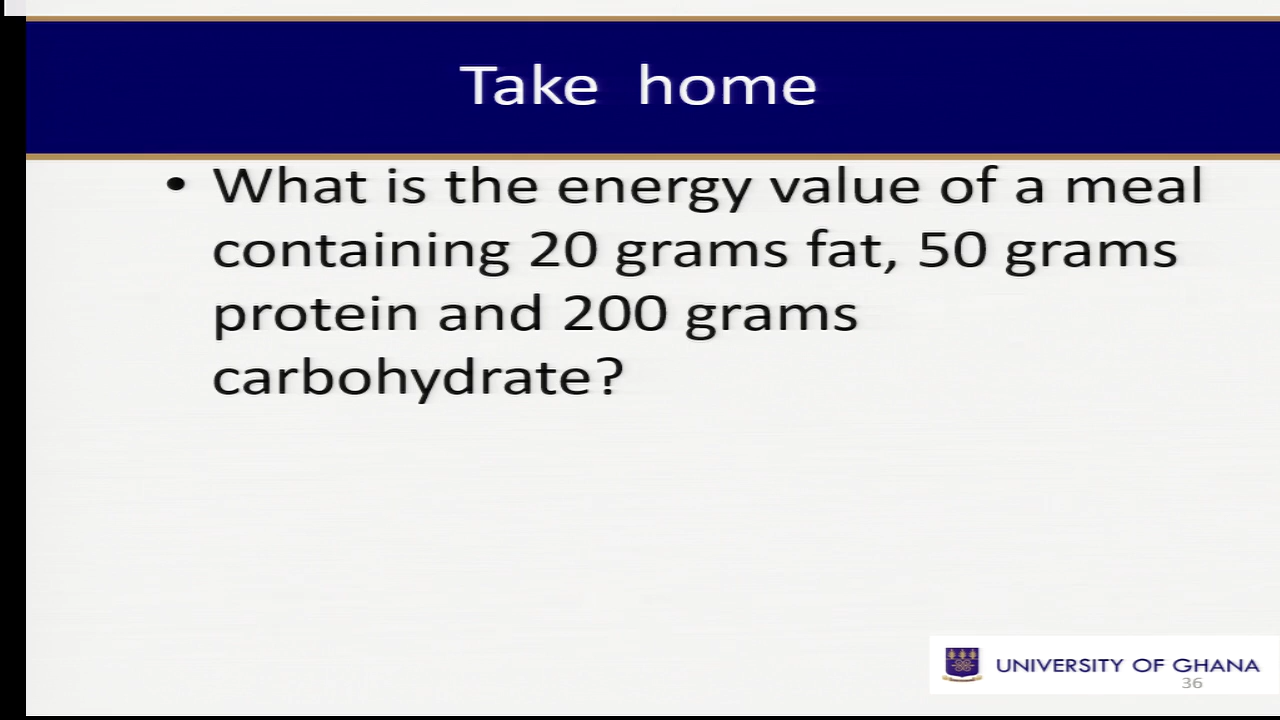 Take home
• What is the energy value of a meal
containing 20 grams fat, 50 grams
protein and 200 grams
carbohydrate?
UNIVERSITY OF GHANA
36